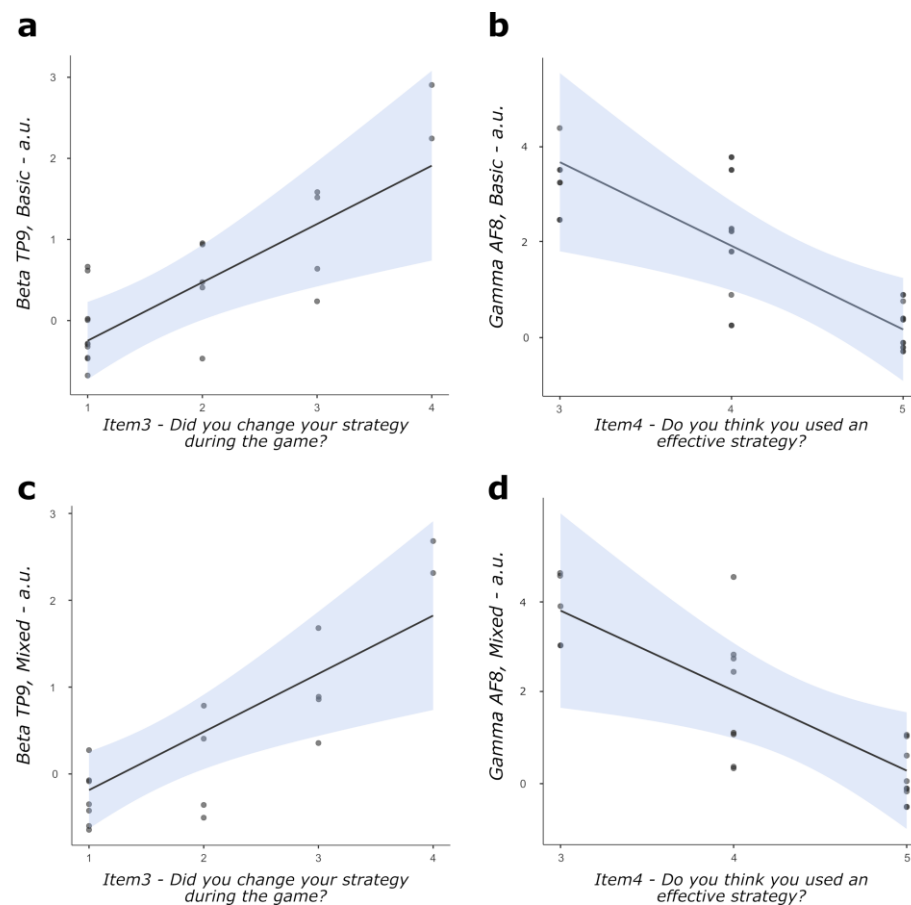 a
Beta TP9, Basic - a.u.
3
2
1
0
1
2
3
4
Item3 - Did you change your strategy
during the game?
b
Gamma AF8, Basic - a.u.
4
2
0
3
4
5
Item4 - Do you think you used an
effective strategy?
c
Beta TP9, Mixed - a.u.
3
2
1
0
1
2
3
4
Item3 - Did you change your strategy
during the game?
d
Gamma AF8, Mixed - a.u.
4
2
0
3
4
5
Item4 - Do you think you used an
effective strategy?